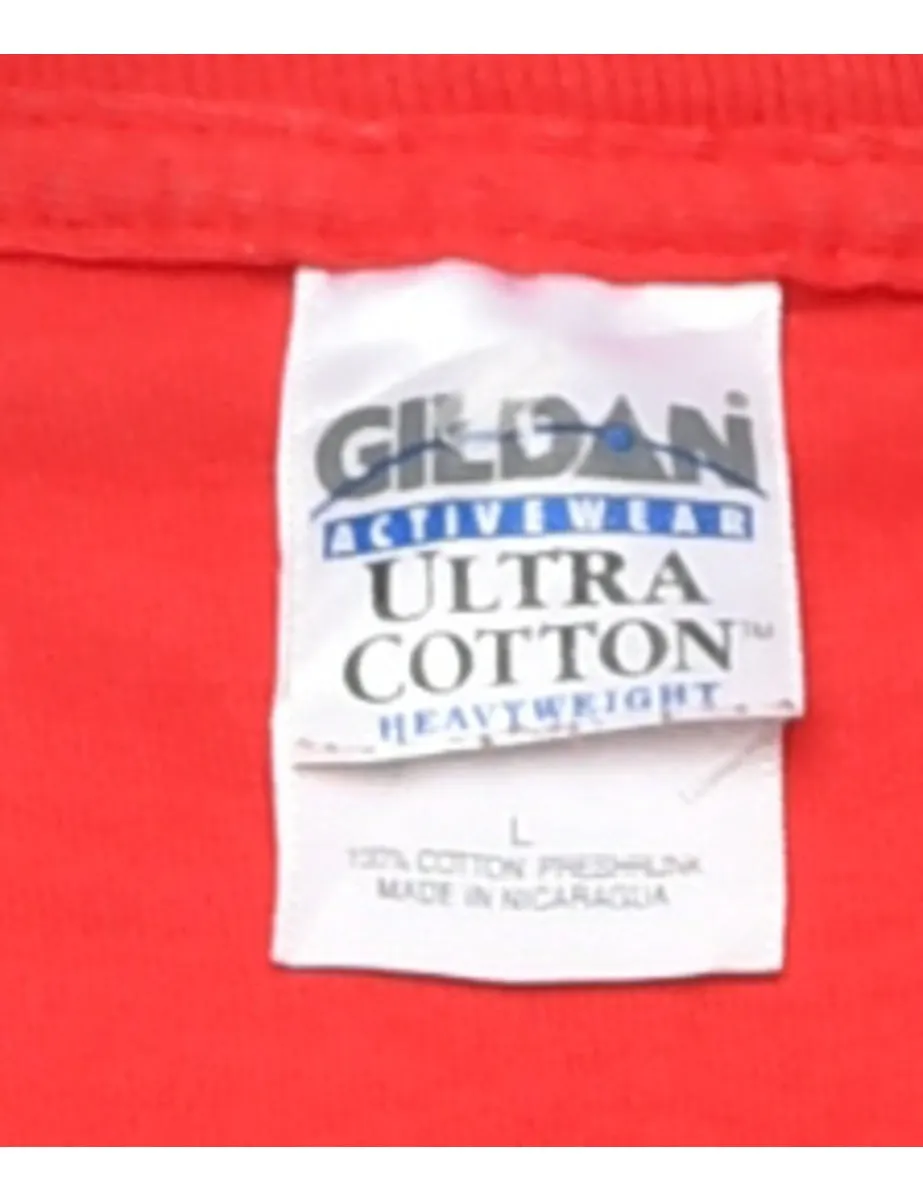 GILDAN®
ACTIVEWEAR
ULTRA
COTTON™
HEAVYWEIGHT
L
100% COTTON PRESHRUNK
MADE IN NICARAGUA